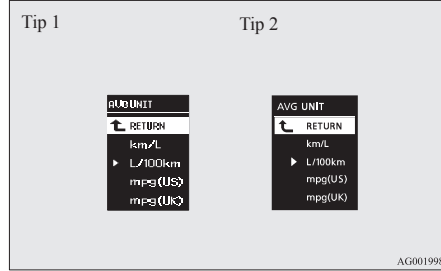 Tip 1
Tip 2
AVG UNIT
RETURN
km/L
L/100km
mpg(US)
mpg(UK)
AVG UNIT
RETURN
km/L
L/100km
mpg(US)
mpg(UK)
AG001998